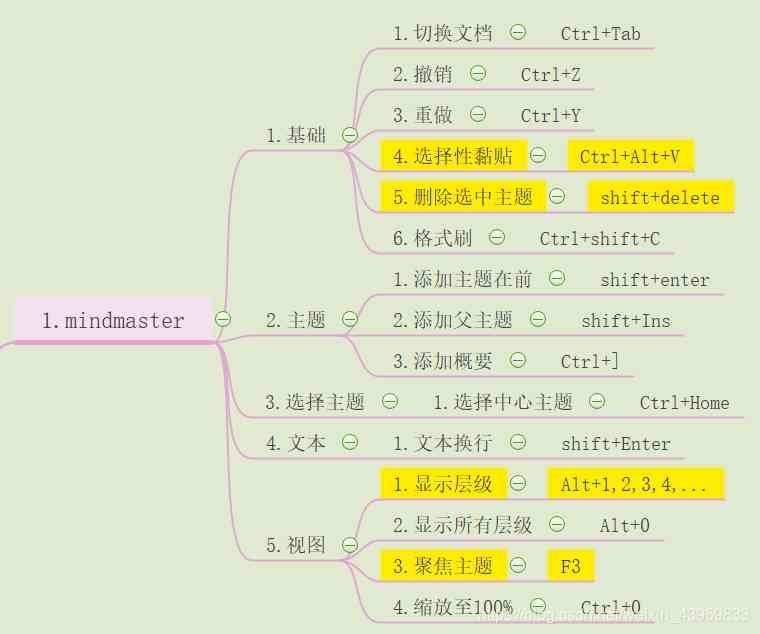 1.切换文档 Ctrl+Tab
2.撤销 Ctrl+Z
3.重做 Ctrl+Y
1.基础
4.选择性黏贴 Ctrl+Alt+V
5.删除选中主题 shift+delete
6.格式刷 Ctrl+shift+C
1.添加主题在前 shift+enter
1.mindmaster
2.主题
2.添加父主题 shift+Ins
3.添加概要 Ctrl+]
3.选择主题 1.选择中心主题 Ctrl+Home
4.文本 1.文本换行 shift+Enter
1.显示层级 Alt+1,2,3,4,...
2.显示所有层级 Alt+0
5.视图
3.聚焦主题 F3
4.缩放至100% Ctrl+0